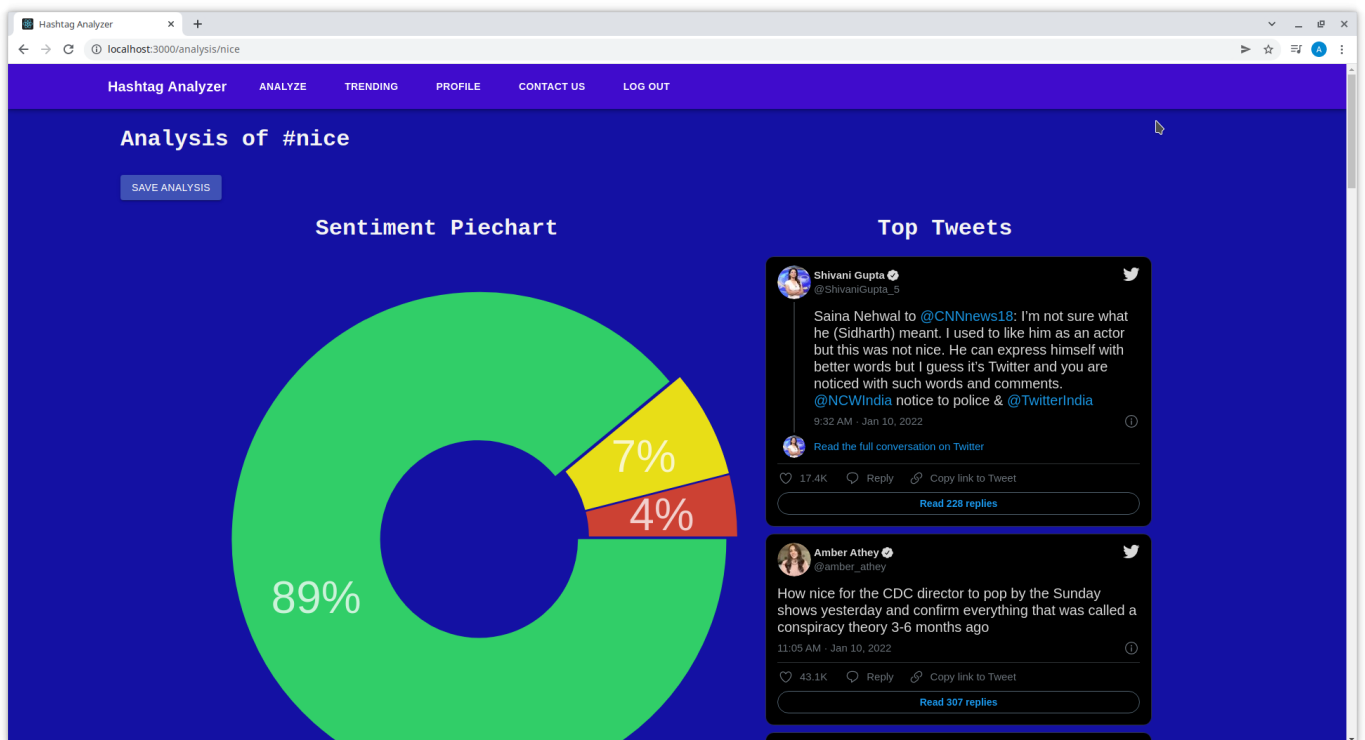 Hashtag Analyzer
localhost:3000/analysis/nice
A
Hashtag Analyzer ANALYZE TRENDING PROFILE CONTACT US LOG OUT
Analysis of #nice
SAVE ANALYSIS
Sentiment Piechart
7%
4%
89%
Top Tweets
Shivani Gupta
@ShivaniGupta_5
Saina Nehwal to @CNNnews18: I'm not sure what
he (Sidharth) meant. I used to like him as an actor
but this was not nice. He can express himself with
better words but I guess it's Twitter and you are
noticed with such words and comments.
@NCWIndia notice to police & @TwitterIndia
9:32 AM · Jan 10, 2022
Read the full conversation on Twitter
17.4K Reply Copy link to Tweet
Read 228 replies
Amber Athey
@amber_athey
How nice for the CDC director to pop by the Sunday
shows yesterday and confirm everything that was called a
conspiracy theory 3-6 months ago
11:05 AM · Jan 10, 2022
43.1K Reply Copy link to Tweet
Read 307 replies